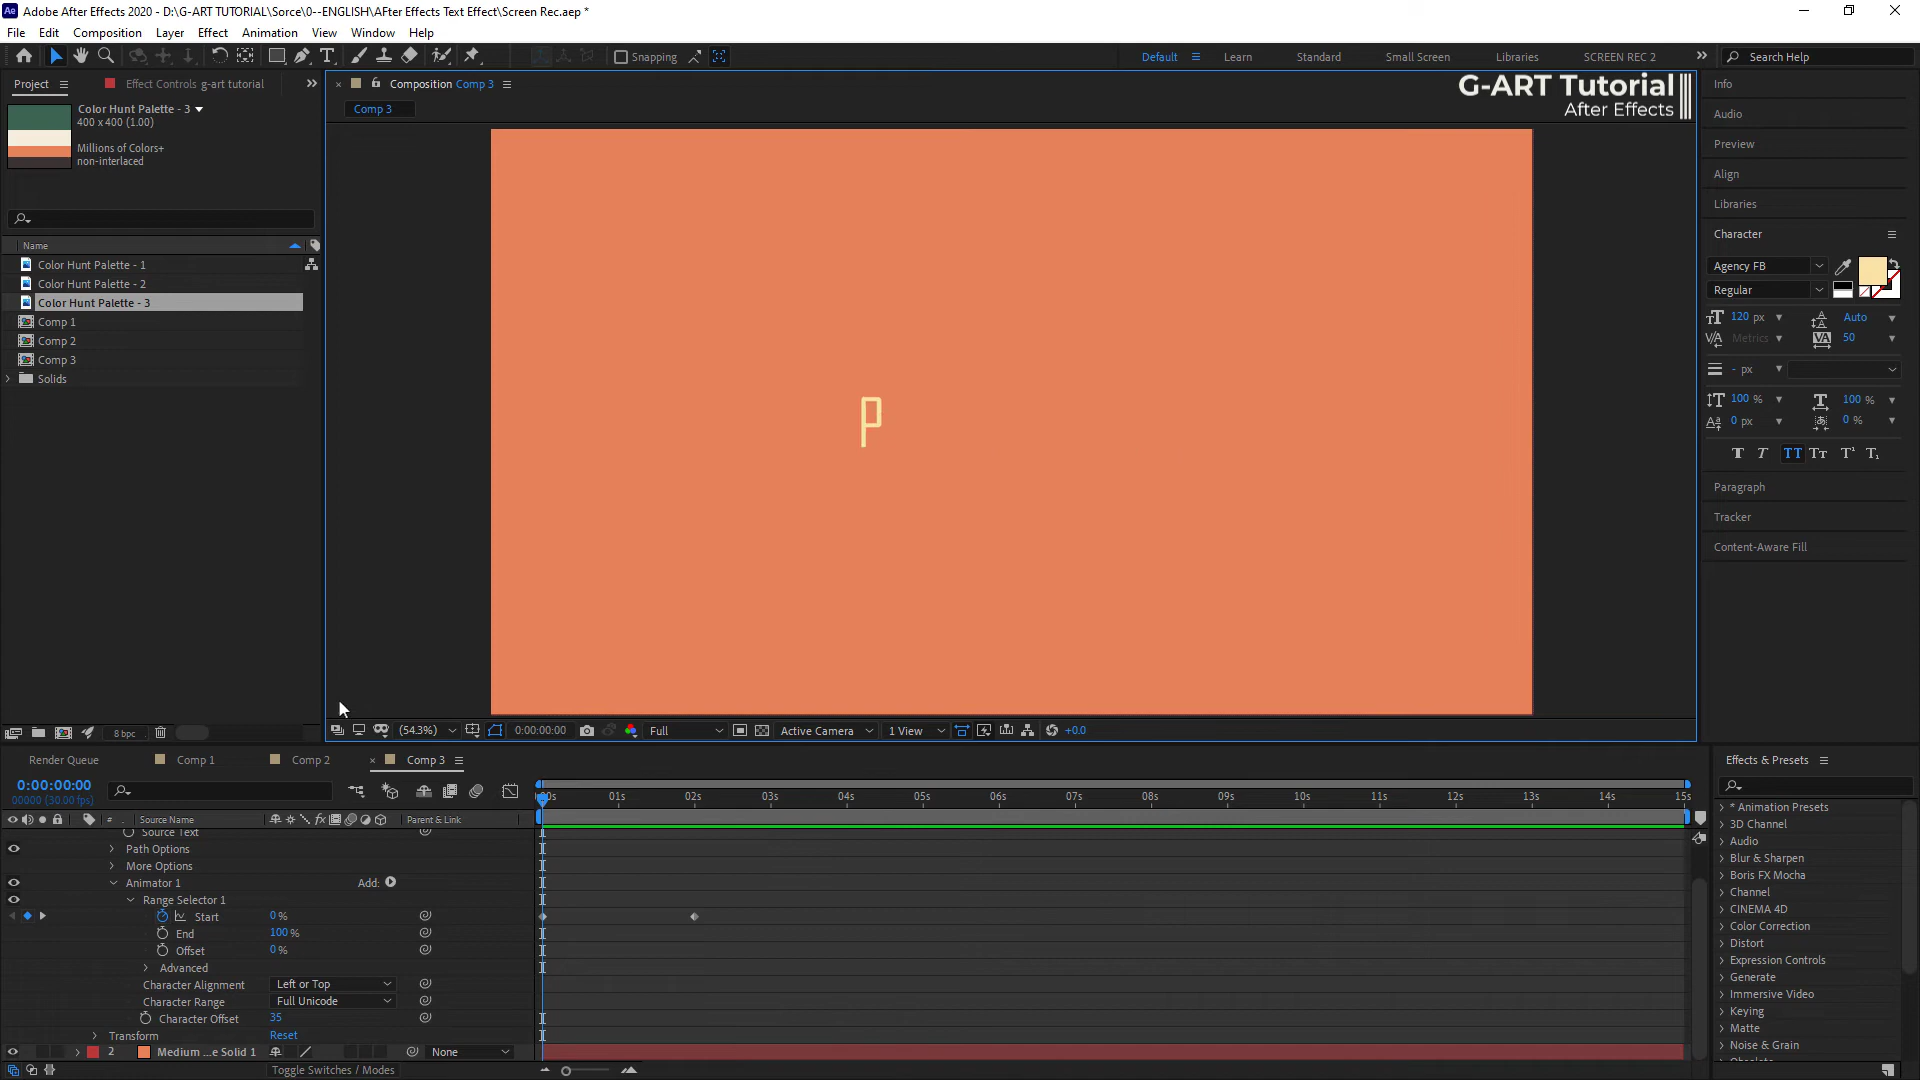 Adobe After Effects 2020 - D:\G-ART TUTORIAL\Sorce\0--ENGLISH\AFter Effects Text Effect\Screen Rec.aep *
File Edit Composition Layer Effect Animation View Window Help
Snapping
Default Learn Standard Small Screen Libraries SCREEN REC 2 Search Help
Project Effect Controls g-art tutorial
Composition Comp 3
G-ART Tutorial
After Effects
Comp 3
Color Hunt Palette - 3
400 x 400 (1.00)
Millions of Colors+
non-interlaced
Name
Color Hunt Palette - 1
Color Hunt Palette - 2
Color Hunt Palette - 3
Comp 1
Comp 2
Comp 3
Solids
8 bpc
P
(54.3%) 0:00:00:00 Full Active Camera 1 View +0.0
Info
Audio
Preview
Align
Libraries
Character
Agency FB
Regular
120 px Auto
Metrics 50
- px
100 % 100 %
0 px 0 %
Paragraph
Tracker
Content-Aware Fill
Render Queue Comp 1 Comp 2 Comp 3
0:00:00:00
00000 (30.00 fps)
# Source Name Parent & Link
Source Text
Path Options
More Options
Animator 1 Add:
Range Selector 1
Start 0 %
End 100 %
Offset 0 %
Advanced
Character Alignment Left or Top
Character Range Full Unicode
Character Offset 35
Transform Reset
2 Medium ...e Solid 1 None
Toggle Switches / Modes
:00s 01s 02s 03s 04s 05s 06s 07s 08s 09s 10s 11s 12s 13s 14s 15s
Effects & Presets
* Animation Presets
3D Channel
Audio
Blur & Sharpen
Boris FX Mocha
Channel
CINEMA 4D
Color Correction
Distort
Expression Controls
Generate
Immersive Video
Keying
Matte
Noise & Grain